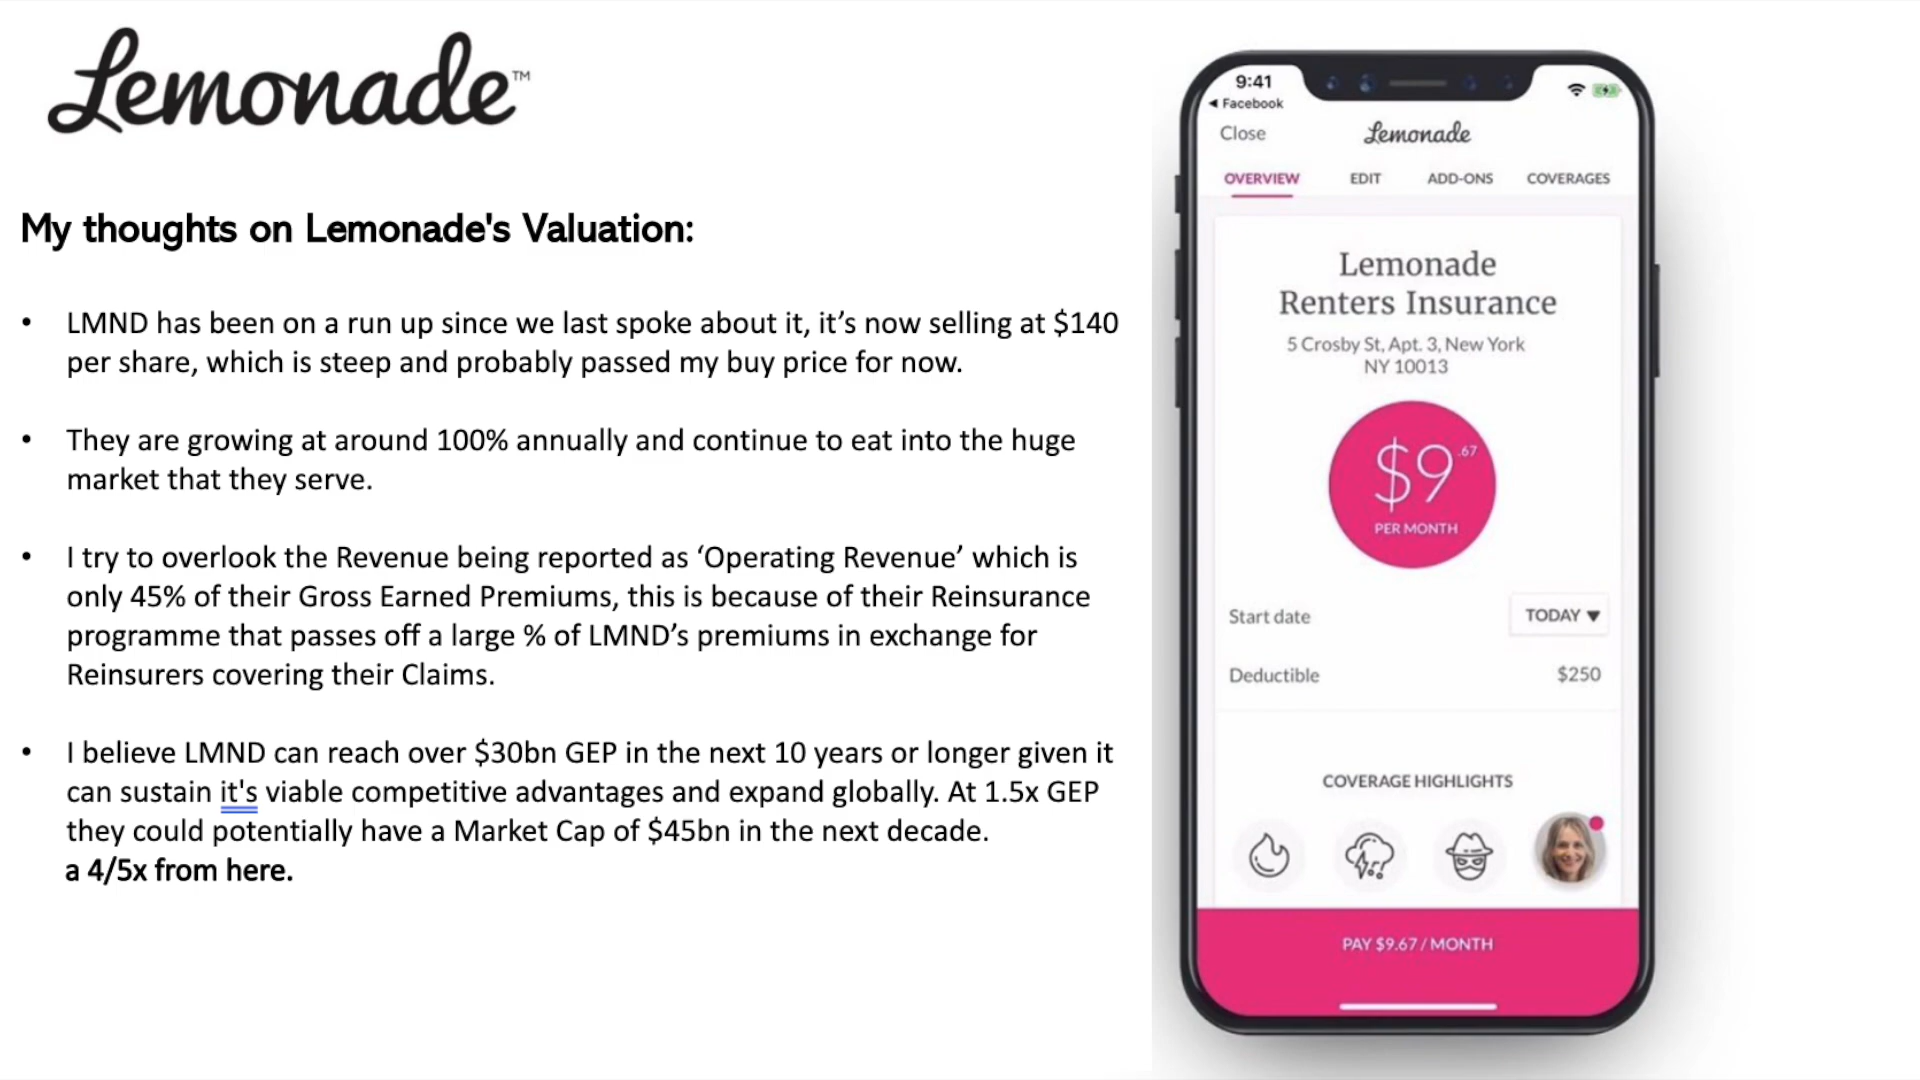 Lemonade™
My thoughts on Lemonade's Valuation:
• LMND has been on a run up since we last spoke about it, it’s now selling at $140
per share, which is steep and probably passed my buy price for now.
• They are growing at around 100% annually and continue to eat into the huge
market that they serve.
• I try to overlook the Revenue being reported as ‘Operating Revenue’ which is
only 45% of their Gross Earned Premiums, this is because of their Reinsurance
programme that passes off a large % of LMND’s premiums in exchange for
Reinsurers covering their Claims.
• I believe LMND can reach over $30bn GEP in the next 10 years or longer given it
can sustain it's viable competitive advantages and expand globally. At 1.5x GEP
they could potentially have a Market Cap of $45bn in the next decade.
a 4/5x from here.
9:41
◀ Facebook
Close
Lemonade
OVERVIEW EDIT ADD-ONS COVERAGES
Lemonade
Renters Insurance
5 Crosby St, Apt. 3, New York
NY 10013
$9.67
PER MONTH
Start date TODAY ▼
Deductible $250
COVERAGE HIGHLIGHTS
PAY $9.67 / MONTH